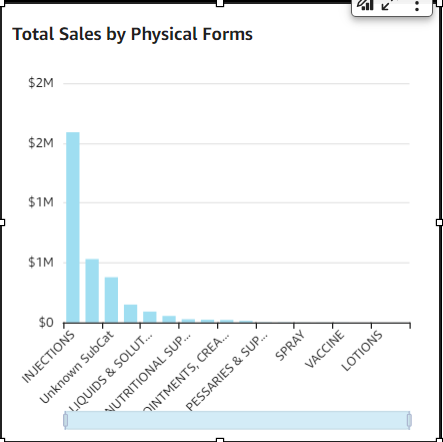 Total Sales by Physical Forms
$2M
$2M
$1M
$1M
$0
INJECTIONS
Unknown SubCat
LIQUIDS & SOLUT...
NUTRITIONAL SUP...
OINTMENTS, CREA...
PESSARIES & SUP...
SPRAY
VACCINE
LOTIONS